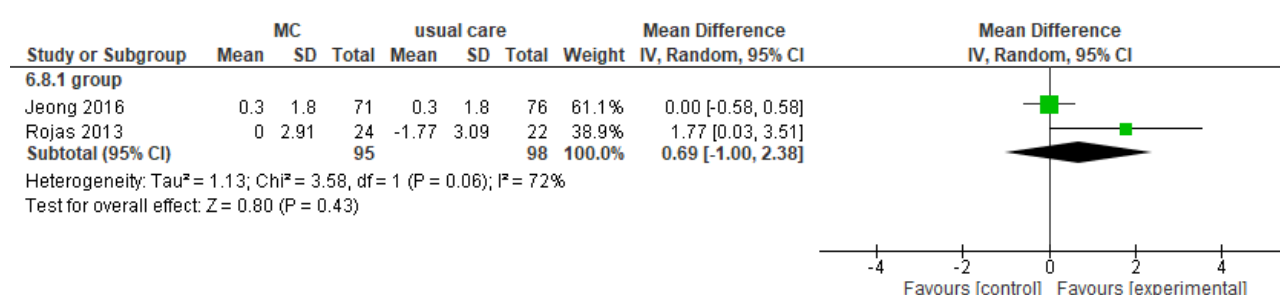 MC usual care Mean Difference Mean Difference
Study or Subgroup Mean SD Total Mean SD Total Weight IV, Random, 95% CI IV, Random, 95% CI
6.8.1 group
Jeong 2016 0.3 1.8 71 0.3 1.8 76 61.1% 0.00 [-0.58, 0.58]
Rojas 2013 0 2.91 24 -1.77 3.09 22 38.9% 1.77 [0.03, 3.51]
Subtotal (95% CI) 95 98 100.0% 0.69 [-1.00, 2.38]
Heterogeneity: Tau² = 1.13; Chi² = 3.58, df = 1 (P = 0.06); I² = 72%
Test for overall effect: Z = 0.80 (P = 0.43)
-4 -2 0 2 4
Favours [control] Favours [experimental]